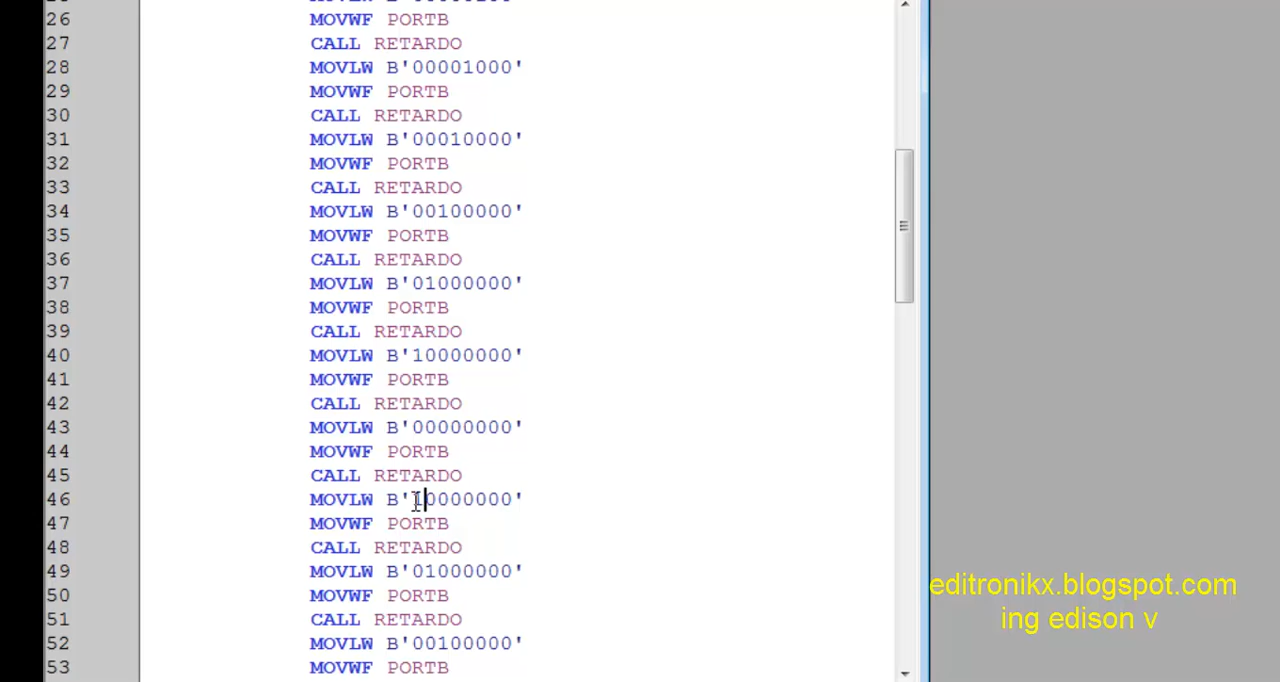 26 MOVWF PORTB
27 CALL RETARDO
28 MOVLW B'00001000'
29 MOVWF PORTB
30 CALL RETARDO
31 MOVLW B'00010000'
32 MOVWF PORTB
33 CALL RETARDO
34 MOVLW B'00100000'
35 MOVWF PORTB
36 CALL RETARDO
37 MOVLW B'01000000'
38 MOVWF PORTB
39 CALL RETARDO
40 MOVLW B'10000000'
41 MOVWF PORTB
42 CALL RETARDO
43 MOVLW B'00000000'
44 MOVWF PORTB
45 CALL RETARDO
46 MOVLW B'10000000'
47 MOVWF PORTB
48 CALL RETARDO
49 MOVLW B'01000000'
50 MOVWF PORTB
51 CALL RETARDO
52 MOVLW B'00100000'
53 MOVWF PORTB
editronikx.blogspot.com
ing edison v